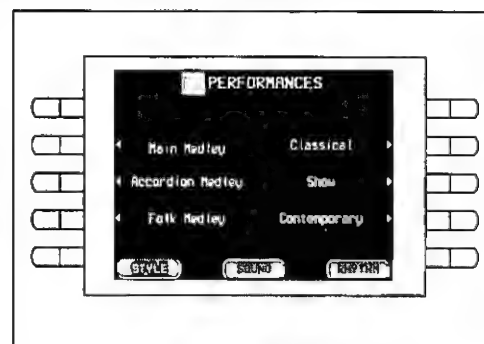 PERFORMANCES
Main Medley Classical
Accordion Medley Show
Folk Medley Contemporary
STYLE SOUND RHYTHM